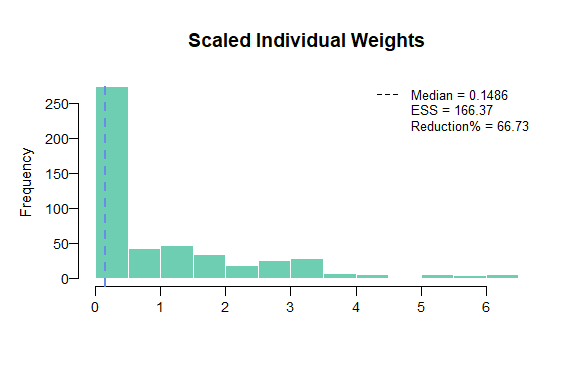 Scaled Individual Weights
Median = 0.1486
ESS = 166.37
Reduction% = 66.73
Frequency
250
200
150
100
50
0
0 1 2 3 4 5 6